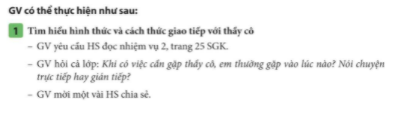 GV có thể thực hiện như sau:
1 Tìm hiểu hình thức và cách thức giao tiếp với thầy cô
– GV yêu cầu HS đọc nhiệm vụ 2, trang 25 SGK.
– GV hỏi cả lớp: Khi có việc cần gặp thầy cô, em thường gặp vào lúc nào? Nói chuyện
trực tiếp hay gián tiếp?
– GV mời một vài HS chia sẻ.